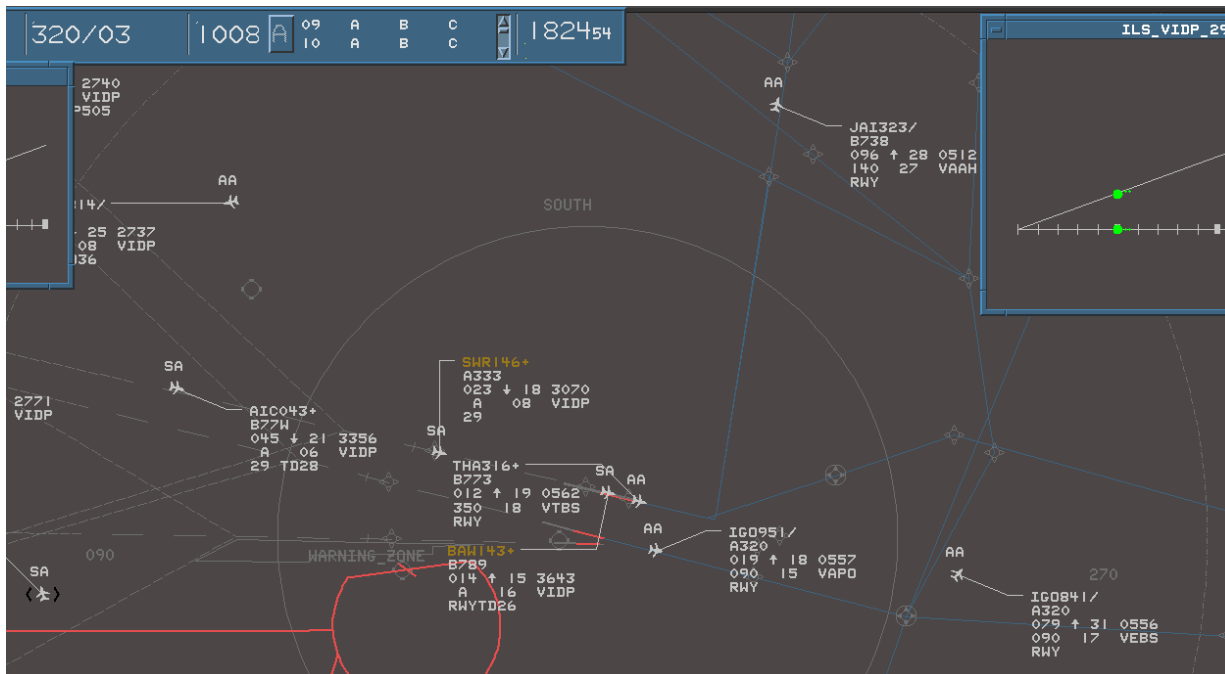 320/03
1008 A
09 A B C
10 A B C
182454
ILS_VIDP_29
2740
VIDP
P505
AA
JAI323/
B738
096 ↑ 28 0512
140 27 VAAH
RWY
AA
14/
25 2737
08 VIDP
36
SOUTH
SA
2771
VIDP
AIC043+
B77W
045 ↓ 21 3356
A 06 VIDP
29 TD28
SWR146+
A333
023 ↓ 18 3070
A 08 VIDP
29
SA
THA316+
B773
012 ↑ 19 0562
350 18 VTBS
RWY
SA
AA
BAW143+
B789
014 ↑ 15 3643
A 16 VIDP
RWYTD26
AA
IGO951/
A320
019 ↑ 18 0557
090 15 VAPO
RWY
AA
270
IGO841/
A320
079 ↑ 31 0556
090 17 VEBS
RWY
090
WARNING_ZONE
SA